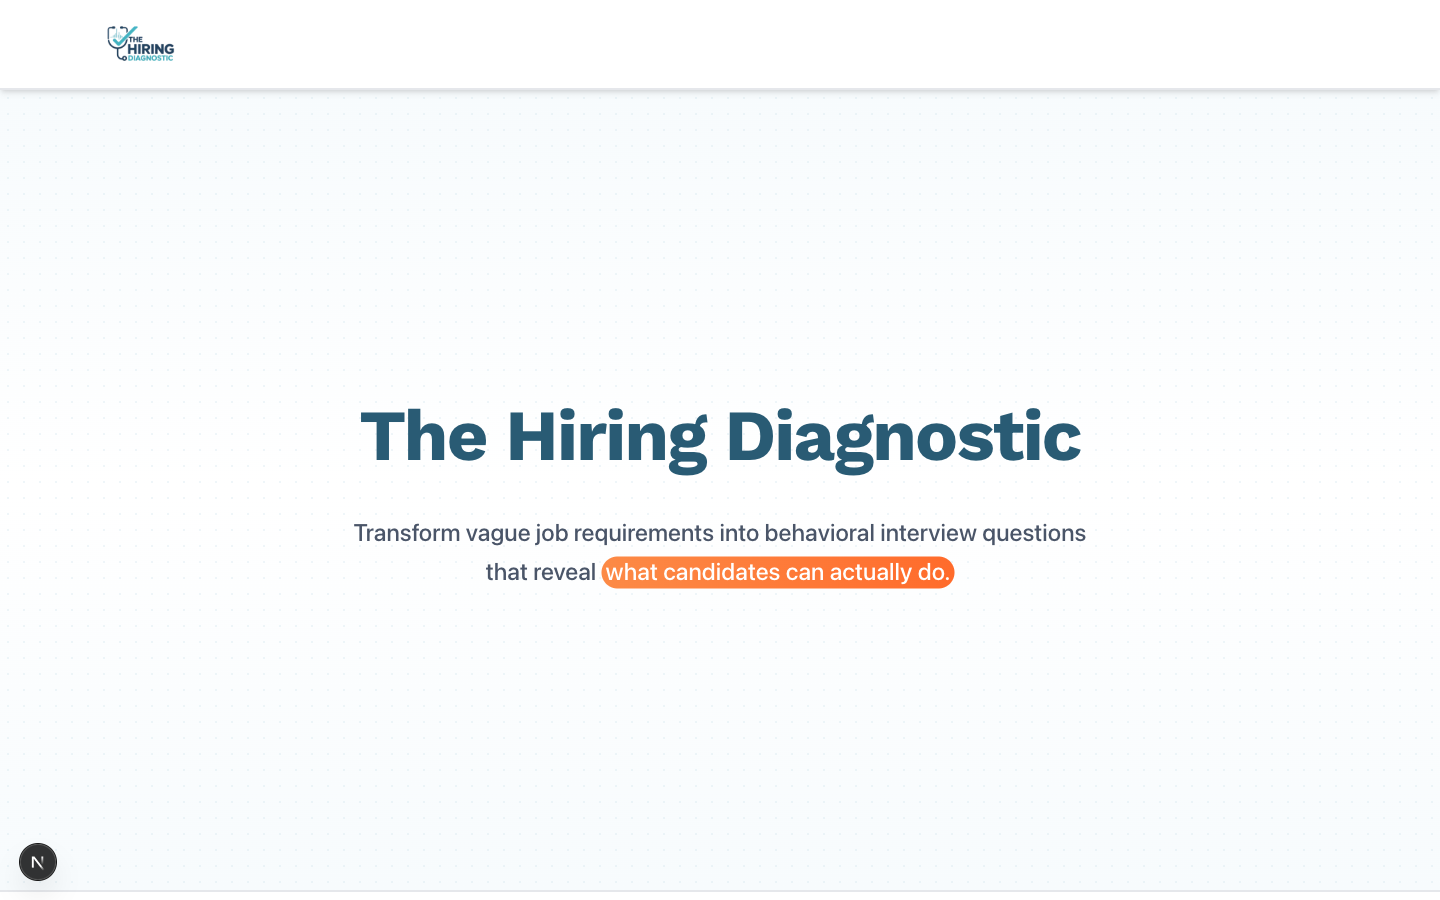 THE
HIRING
DIAGNOSTIC
The Hiring Diagnostic
Transform vague job requirements into behavioral interview questions
that reveal what candidates can actually do.
N